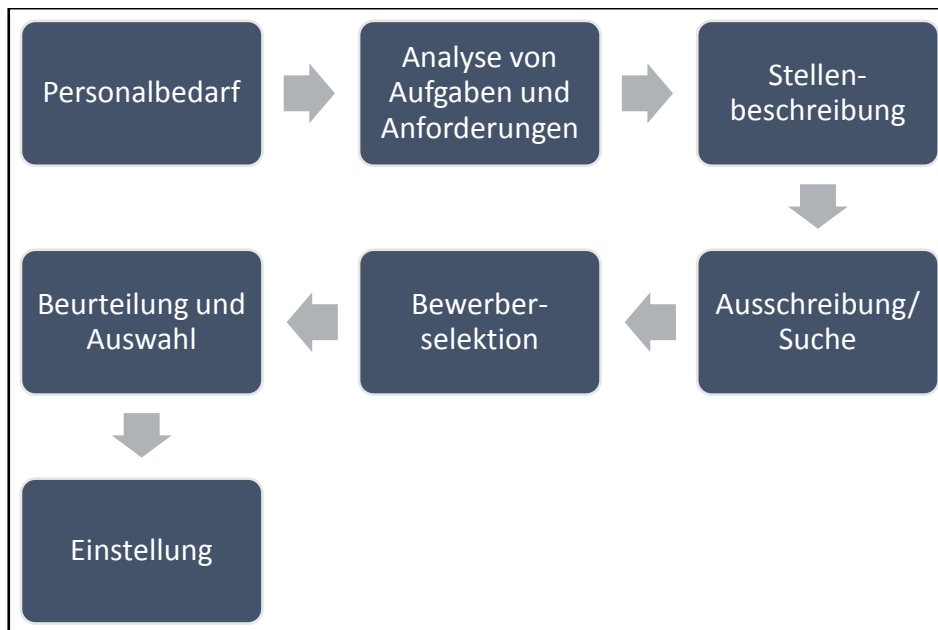 Personalbedarf
Analyse von
Aufgaben und
Anforderungen
Stellen-
beschreibung
Ausschreibung/
Suche
Bewerber-
selektion
Beurteilung und
Auswahl
Einstellung